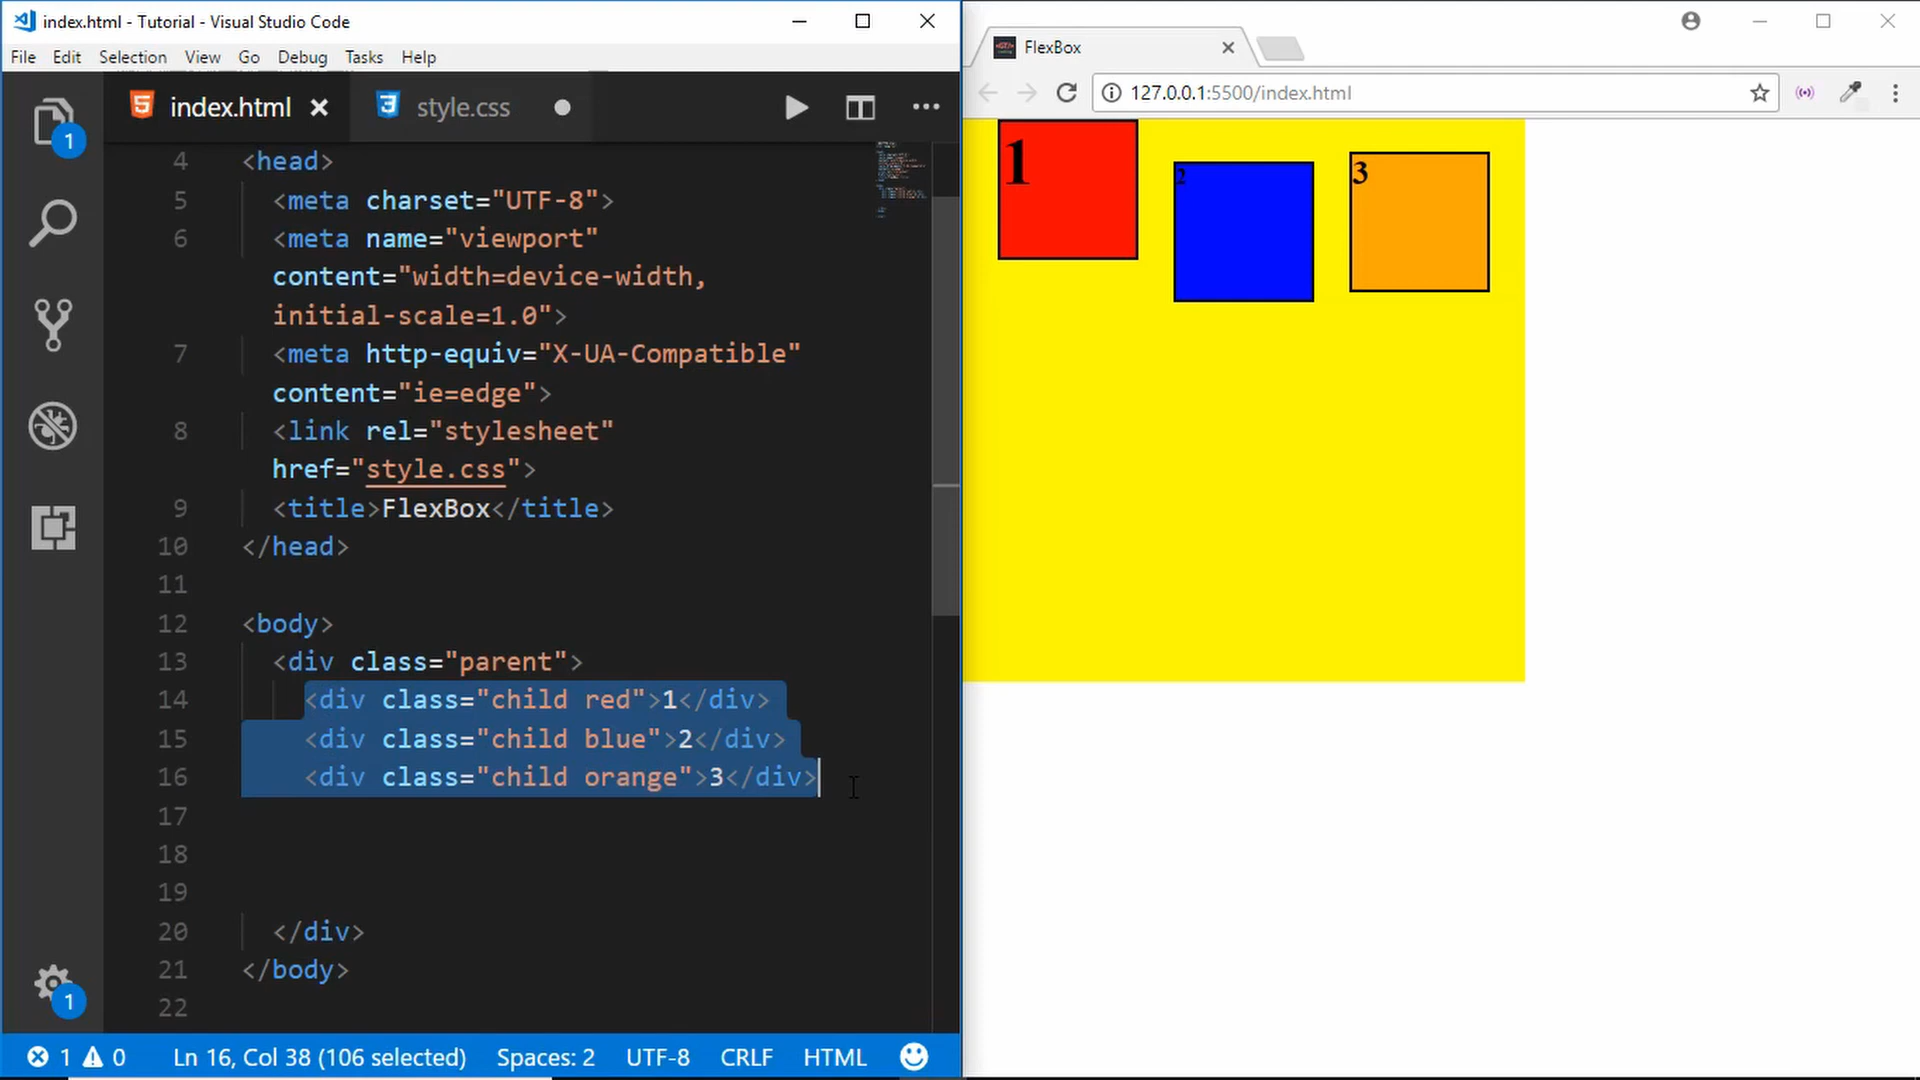 index.html - Tutorial - Visual Studio Code
File Edit Selection View Go Debug Tasks Help
1
index.html
style.css
4 <head>
5 <meta charset="UTF-8">
6 <meta name="viewport"
content="width=device-width,
initial-scale=1.0">
7 <meta http-equiv="X-UA-Compatible"
content="ie=edge">
8 <link rel="stylesheet"
href="style.css">
9 <title>FlexBox</title>
10 </head>
11
12 <body>
13 <div class="parent">
14 <div class="child red">1</div>
15 <div class="child blue">2</div>
16 <div class="child orange">3</div>
17
18
19
20 </div>
21 </body>
22
1
1 0 Ln 16, Col 38 (106 selected) Spaces: 2 UTF-8 CRLF HTML
FlexBox
127.0.0.1:5500/index.html
1
2
3